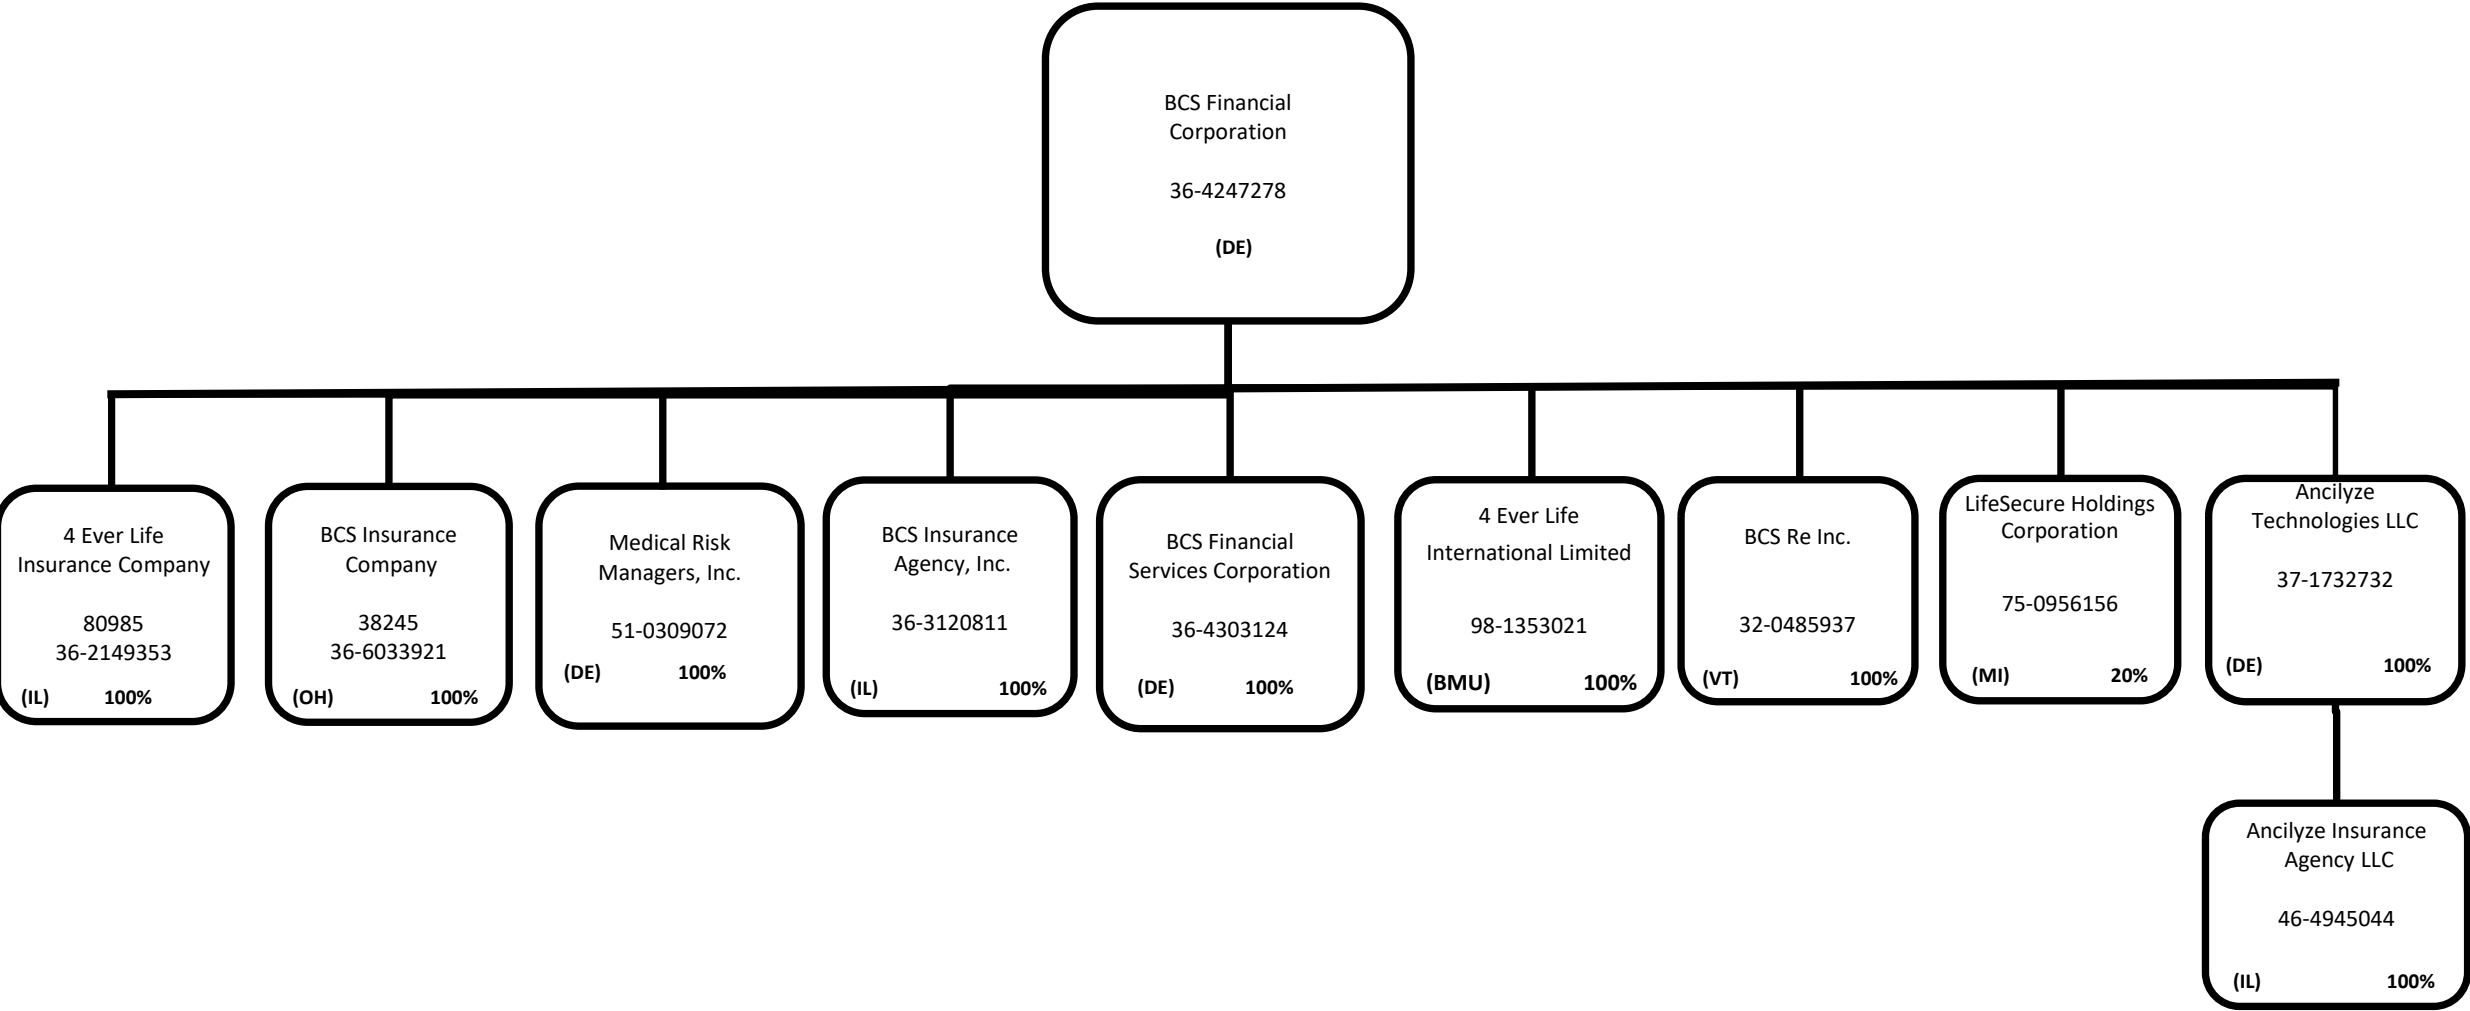 BCS Financial
Corporation
36-4247278
(DE)
4 Ever Life
Insurance Company
80985
36-2149353
(IL) 100%
BCS Insurance
Company
38245
36-6033921
(OH) 100%
Medical Risk
Managers, Inc.
51-0309072
(DE) 100%
BCS Insurance
Agency, Inc.
36-3120811
(IL) 100%
BCS Financial
Services Corporation
36-4303124
(DE) 100%
4 Ever Life
International Limited
98-1353021
(BMU) 100%
BCS Re Inc.
32-0485937
(VT) 100%
LifeSecure Holdings
Corporation
75-0956156
(MI) 20%
Ancilyze
Technologies LLC
37-1732732
(DE) 100%
Ancilyze Insurance
Agency LLC
46-4945044
(IL) 100%